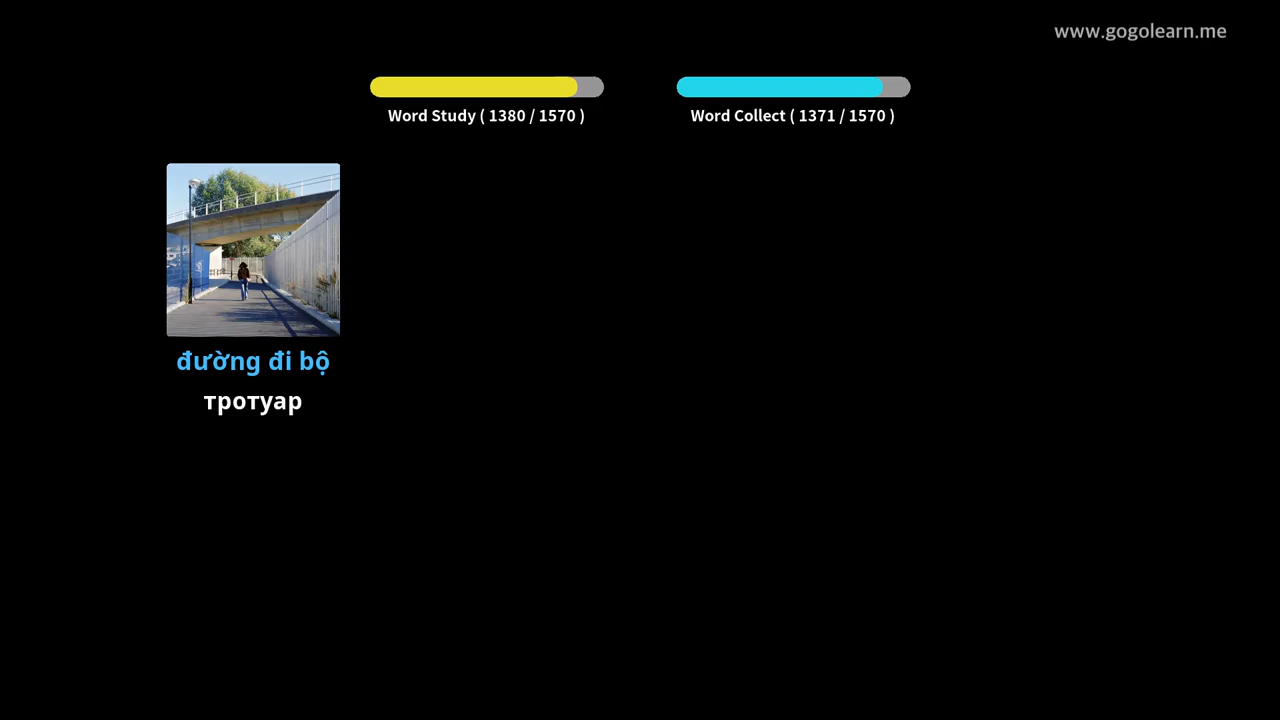 www.gogolearn.me
Word Study ( 1380 / 1570 )
Word Collect ( 1371 / 1570 )
đường đi bộ
тротуар